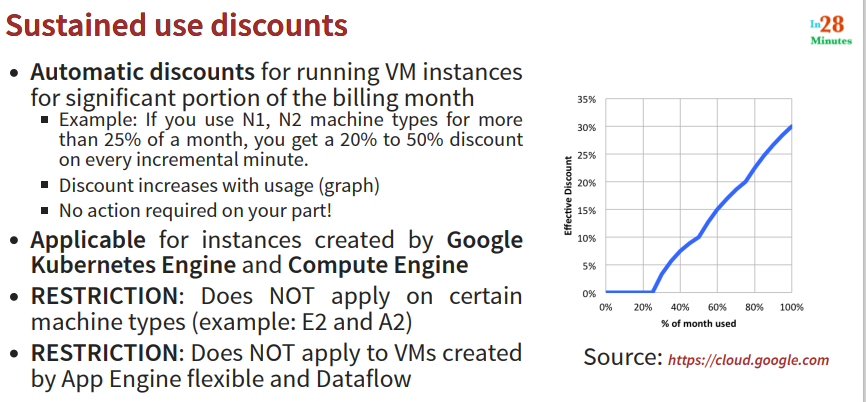 Sustained use discounts
In28
Minutes
• Automatic discounts for running VM instances
for significant portion of the billing month
▪ Example: If you use N1, N2 machine types for more
than 25% of a month, you get a 20% to 50% discount
on every incremental minute.
▪ Discount increases with usage (graph)
▪ No action required on your part!
• Applicable for instances created by Google
Kubernetes Engine and Compute Engine
• RESTRICTION: Does NOT apply on certain
machine types (example: E2 and A2)
• RESTRICTION: Does NOT apply to VMs created
by App Engine flexible and Dataflow
Effective Discount
35%
30%
25%
20%
15%
10%
5%
0%
0% 20% 40% 60% 80% 100%
% of month used
Source: https://cloud.google.com